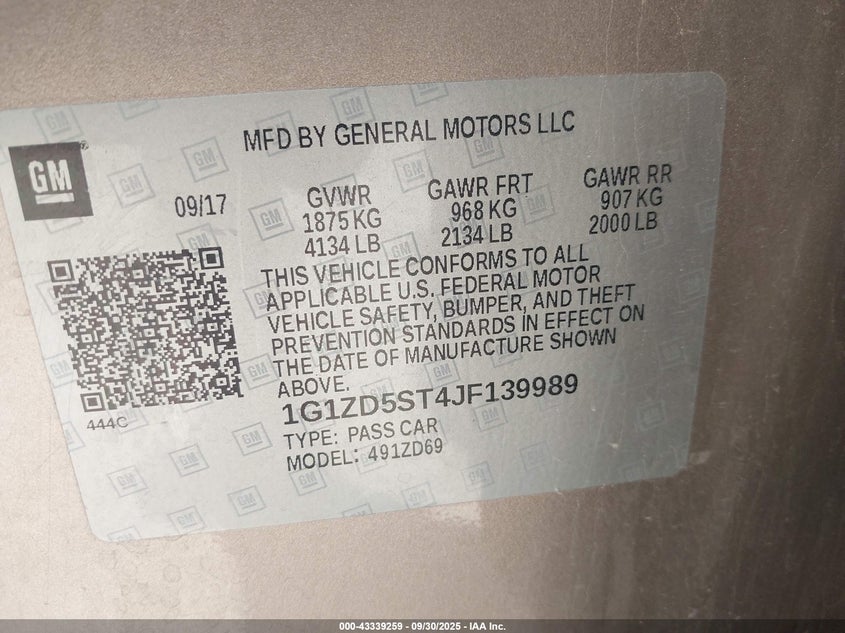 MFD BY GENERAL MOTORS LLC
GM
09/17
GVWR
1875 KG
4134 LB
GAWR FRT
968 KG
2134 LB
GAWR RR
907 KG
2000 LB
THIS VEHICLE CONFORMS TO ALL
APPLICABLE U.S. FEDERAL MOTOR
VEHICLE SAFETY, BUMPER, AND THEFT
PREVENTION STANDARDS IN EFFECT ON
THE DATE OF MANUFACTURE SHOWN
ABOVE.
444C
1G1ZD5ST4JF139989
TYPE: PASS CAR
MODEL: 491ZD69
000-43339259 - 09/30/2025 - IAA Inc.